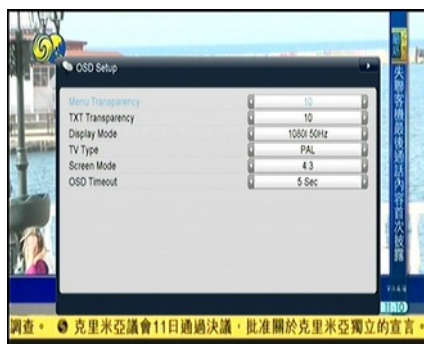 OSD Setup
Menu Transparency 10
TXT Transparency 10
Display Mode 1080I 50Hz
TV Type PAL
Screen Mode 4:3
OSD Timeout 5 Sec
失聯客機最後通話內容首次披露
11:10
調查。 克里米亞議會11日通過決議，批准關於克里米亞獨立的宣言。